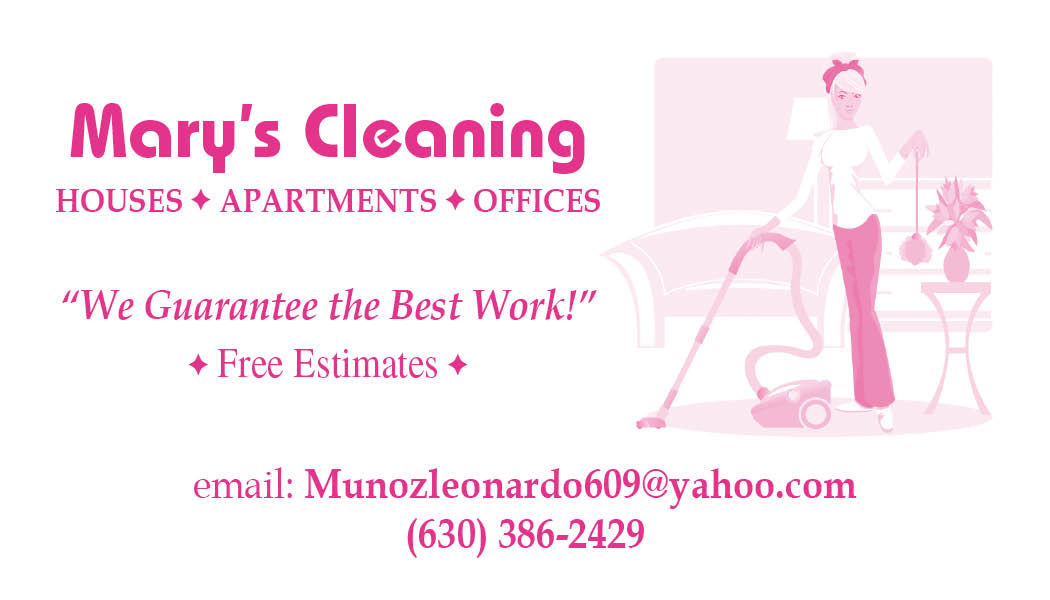 Mary's Cleaning
HOUSES ✦ APARTMENTS ✦ OFFICES
“We Guarantee the Best Work!”
✦ Free Estimates ✦
email: Munozleonardo609@yahoo.com
(630) 386-2429